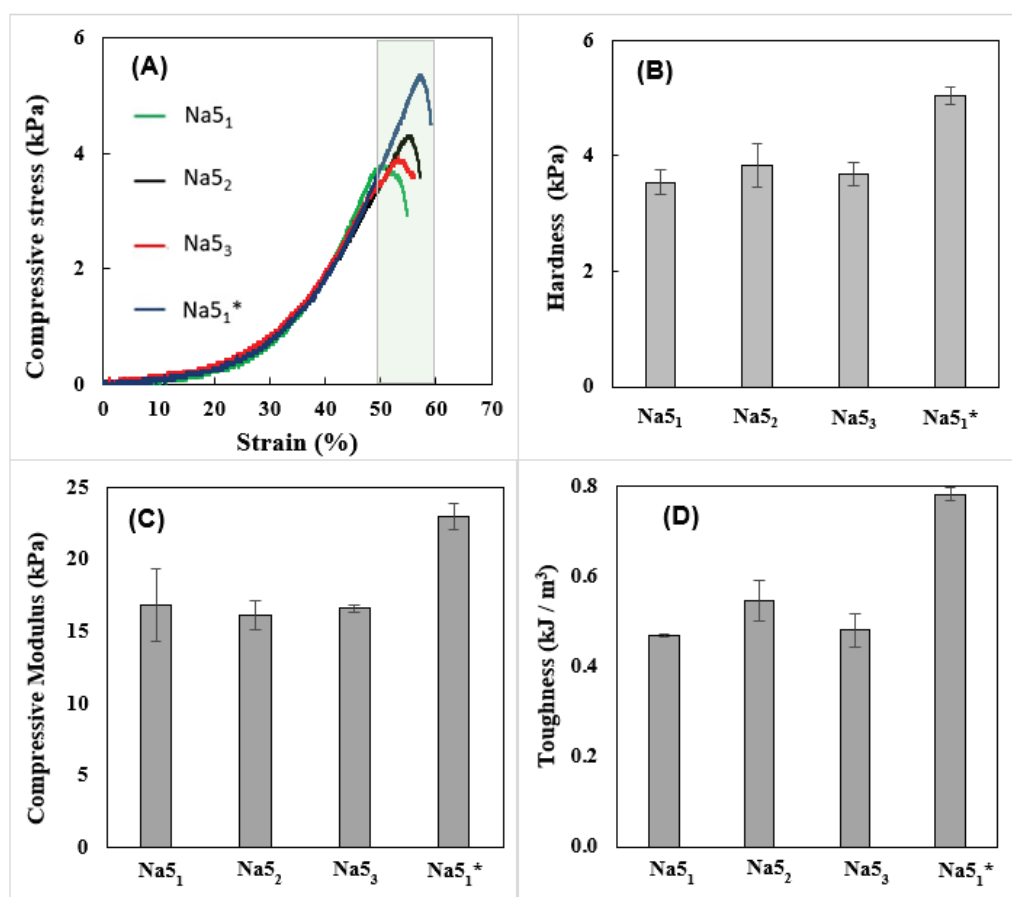 (A)
Compressive stress (kPa)
6
4
2
0
Na5₁
Na5₂
Na5₃
Na5₁*
0 10 20 30 40 50 60 70
Strain (%)
(B)
Hardness (kPa)
6
4
2
0
Na5₁ Na5₂ Na5₃ Na5₁*
(C)
Compressive Modulus (kPa)
25
20
15
10
5
0
Na5₁ Na5₂ Na5₃ Na5₁*
(D)
Toughness (kJ / m³)
0.8
0.6
0.4
0.2
0.0
Na5₁ Na5₂ Na5₃ Na5₁*